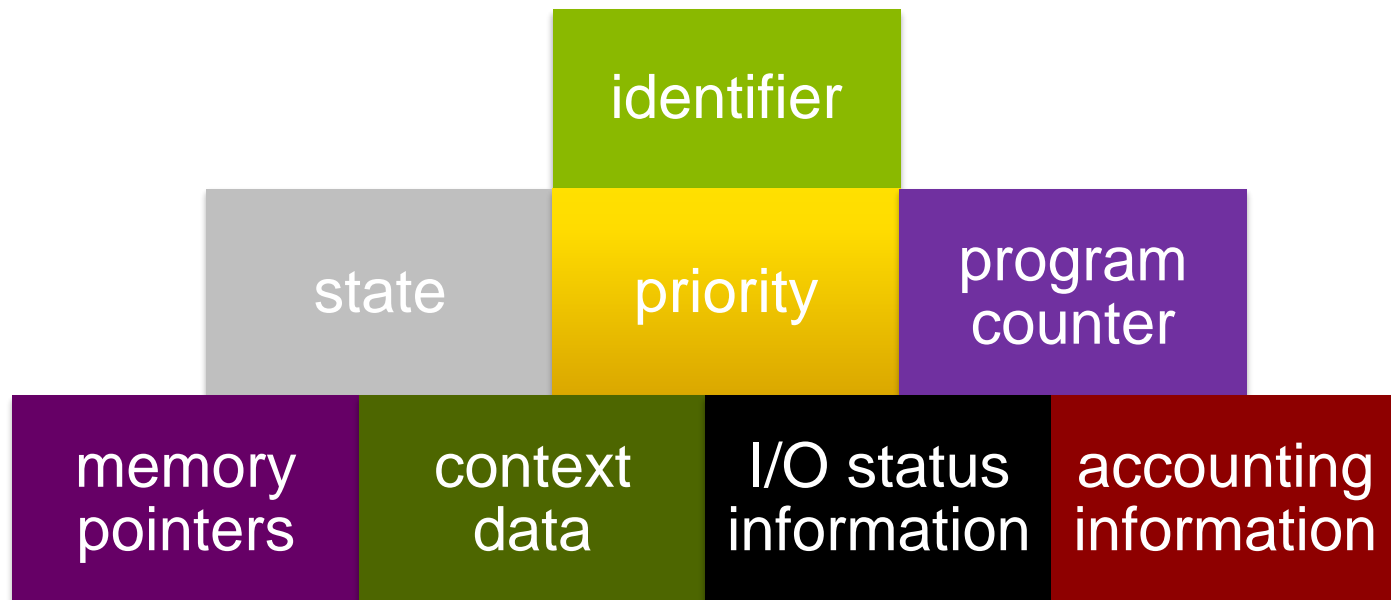 identifier
state
priority
program
counter
memory
pointers
context
data
I/O status
information
accounting
information